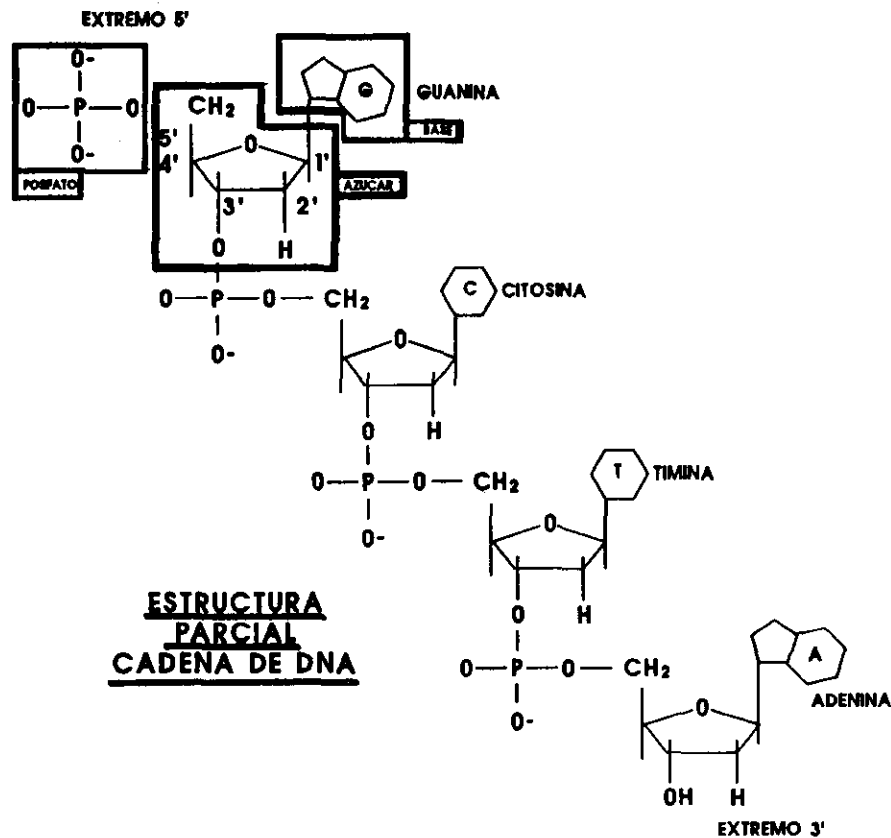 EXTREMO 5'
O-
O—P—O
O-
FOSFATO
CH₂
5'
4'
O
1'
3'
2'
O
H
AZUCAR
G
GUANINA
BASE
O—P—O—CH₂
O-
C
CITOSINA
O
O
H
O—P—O—CH₂
O-
T
TIMINA
O
O
H
O—P—O—CH₂
O-
A
ADENINA
O
OH
H
EXTREMO 3'
ESTRUCTURA
PARCIAL
CADENA DE DNA